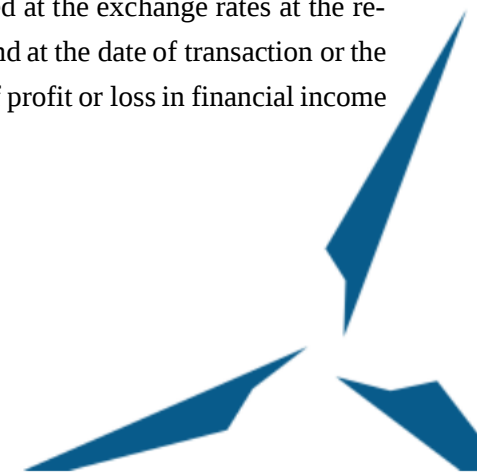 at the exchange rates at the re-
at the date of transaction or the
profit or loss in financial income